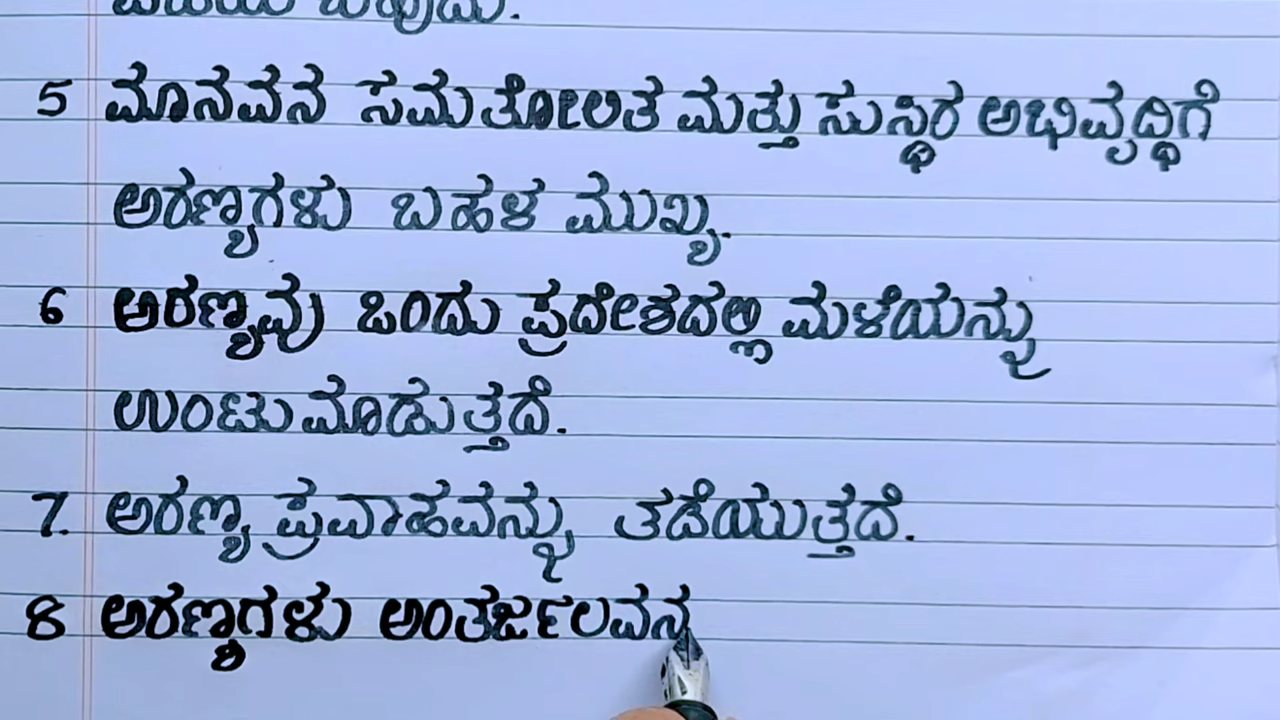 5 ಮಾನವನ ಸಮತೋಲಿತ ಮತ್ತು ಸುಸ್ಥಿರ ಅಭಿವೃದ್ಧಿಗೆ
ಅರಣ್ಯಗಳು ಬಹಳ ಮುಖ್ಯ.
6 ಅರಣ್ಯವು ಒಂದು ಪ್ರದೇಶದಲ್ಲಿ ಮಳೆಯನ್ನು
ಉಂಟುಮಾಡುತ್ತದೆ.
7. ಅರಣ್ಯ ಪ್ರವಾಹವನ್ನು ತಡೆಯುತ್ತದೆ.
8 ಅರಣ್ಯಗಳು ಅಂತರ್ಜಲವನ್ನ